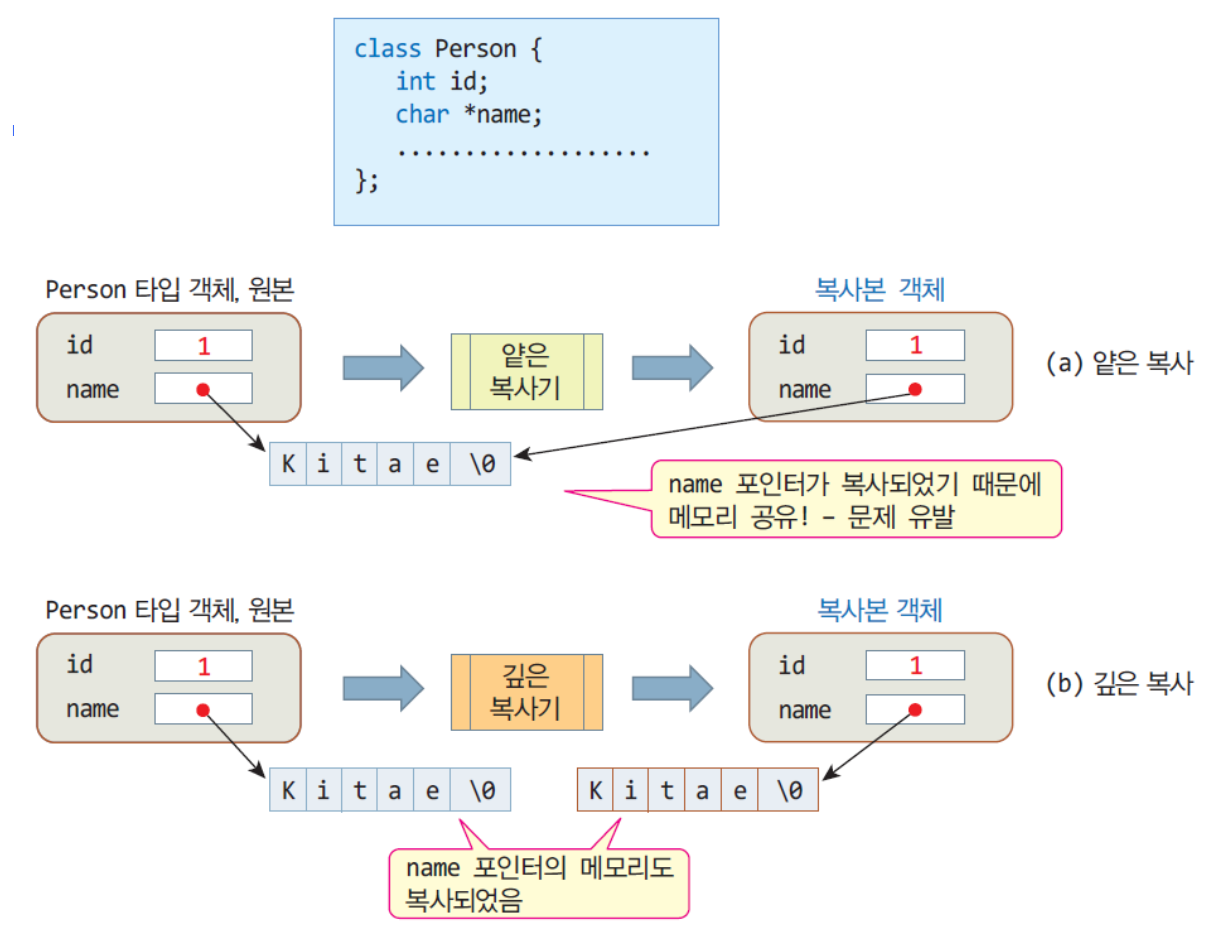 class Person {
int id;
char *name;
...................
};
Person 타입 객체, 원본
복사본 객체
id 1
name
얕은
복사기
id 1
name
(a) 얕은 복사
K i t a e \0
name 포인터가 복사되었기 때문에
메모리 공유! - 문제 유발
Person 타입 객체, 원본
복사본 객체
id 1
name
깊은
복사기
id 1
name
(b) 깊은 복사
K i t a e \0
K i t a e \0
name 포인터의 메모리도
복사되었음